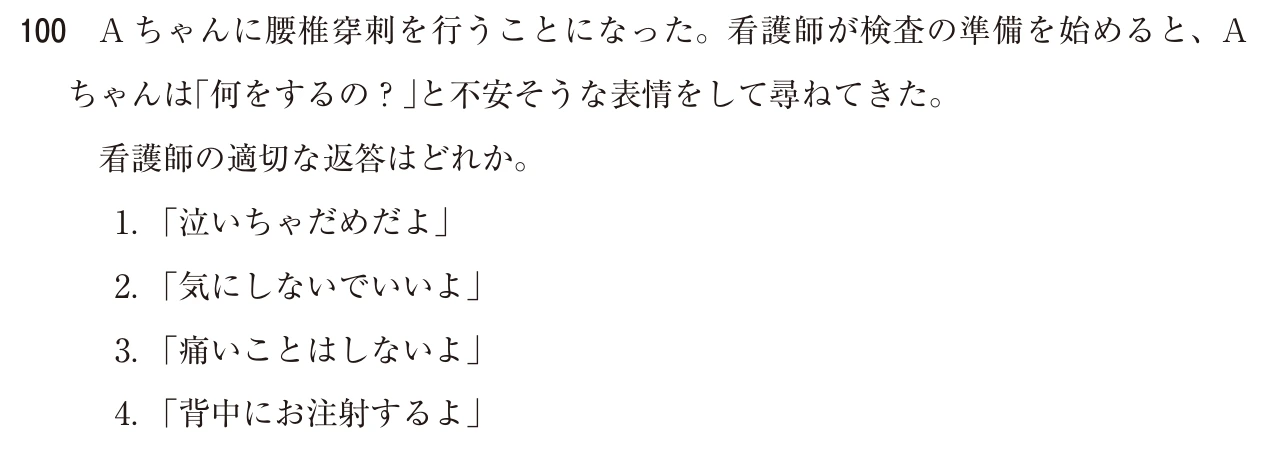 100 Aちゃんに腰椎穿刺を行うことになった。看護師が検査の準備を始めると、A
ちゃんは「何をするの?」と不安そうな表情をして尋ねてきた。
看護師の適切な返答はどれか。
1. 「泣いちゃだめだよ」
2. 「気にしないでいいよ」
3. 「痛いことはしないよ」
4. 「背中にお注射するよ」